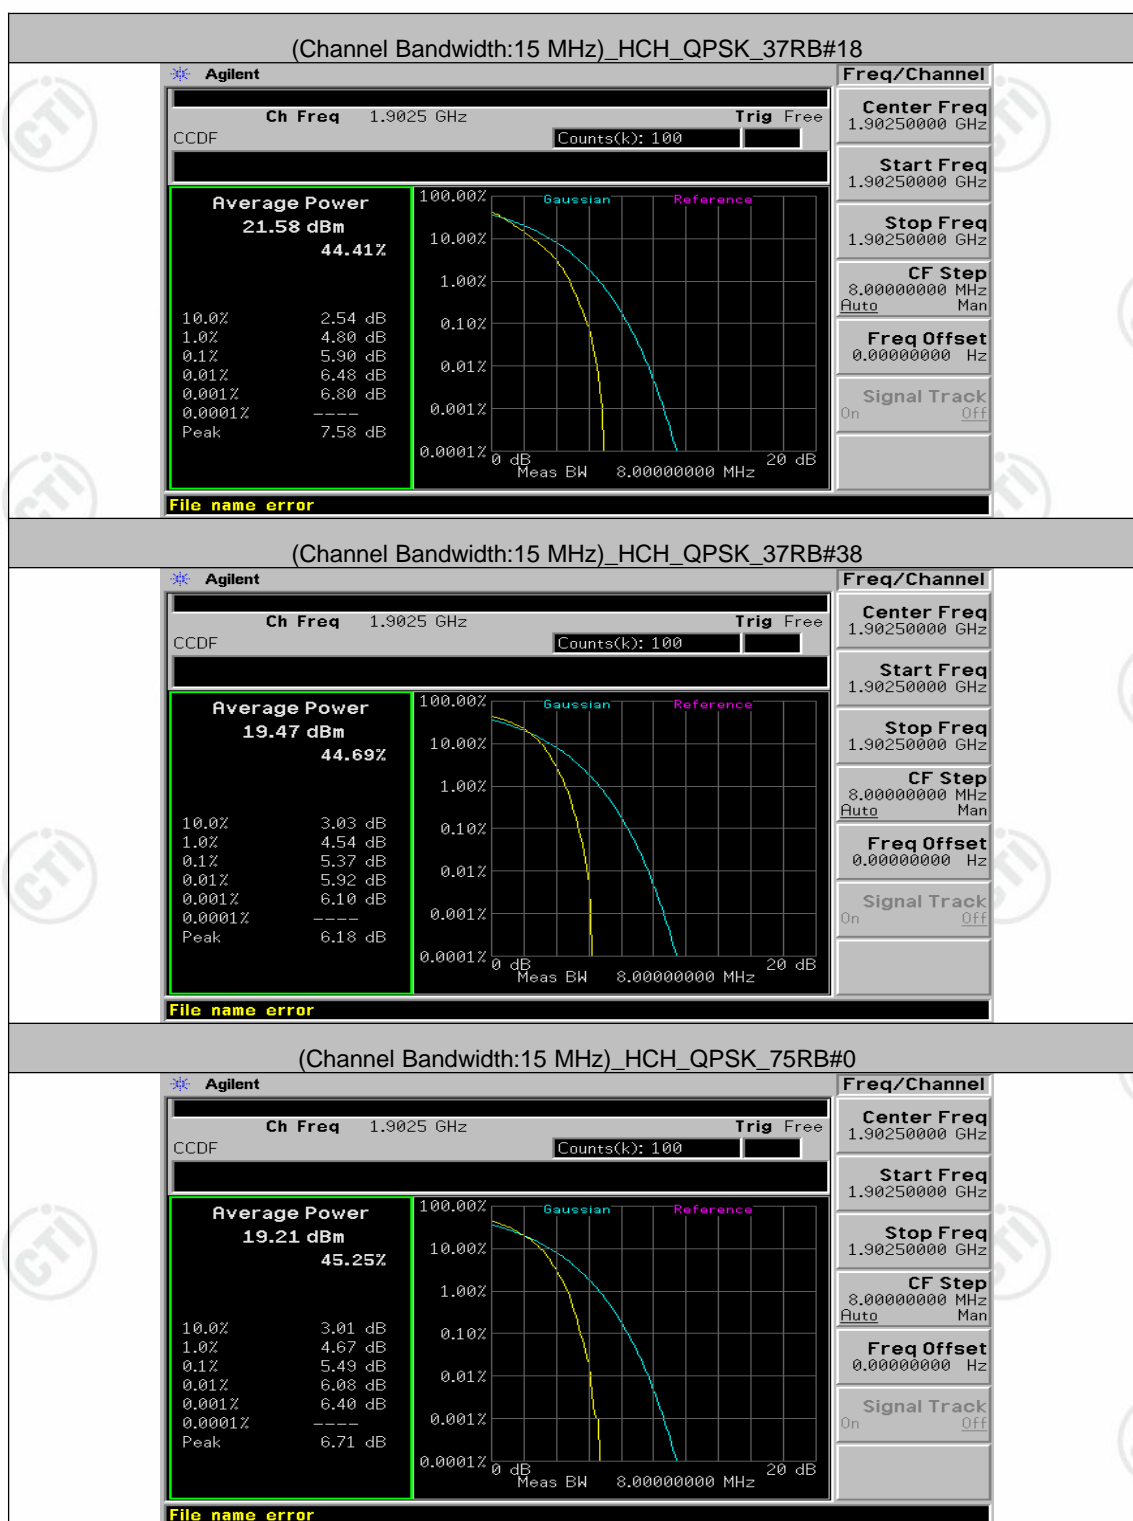 (Channel Bandwidth:15 MHz)_HCH_QPSK_37RB#18
Agilent
Freq/Channel
Ch Freq 1.9025 GHz Trig Free
CCDF Counts(k): 100
Center Freq
1.90250000 GHz
Start Freq
1.90250000 GHz
Stop Freq
1.90250000 GHz
CF Step
8.00000000 MHz
Auto Man
Freq Offset
0.00000000 Hz
Signal Track
On Off
Average Power
21.58 dBm
44.41%
10.0% 2.54 dB
1.0% 4.80 dB
0.1% 5.90 dB
0.01% 6.48 dB
0.001% 6.80 dB
0.0001% ----
Peak 7.58 dB
Gaussian Reference
100.00%
10.00%
1.00%
0.10%
0.01%
0.001%
0.0001%
0 dB 20 dB
Meas BW 8.00000000 MHz
File name error
(Channel Bandwidth:15 MHz)_HCH_QPSK_37RB#38
Agilent
Freq/Channel
Ch Freq 1.9025 GHz Trig Free
CCDF Counts(k): 100
Center Freq
1.90250000 GHz
Start Freq
1.90250000 GHz
Stop Freq
1.90250000 GHz
CF Step
8.00000000 MHz
Auto Man
Freq Offset
0.00000000 Hz
Signal Track
On Off
Average Power
19.47 dBm
44.69%
10.0% 3.03 dB
1.0% 4.54 dB
0.1% 5.37 dB
0.01% 5.92 dB
0.001% 6.10 dB
0.0001% ----
Peak 6.18 dB
Gaussian Reference
100.00%
10.00%
1.00%
0.10%
0.01%
0.001%
0.0001%
0 dB 20 dB
Meas BW 8.00000000 MHz
File name error
(Channel Bandwidth:15 MHz)_HCH_QPSK_75RB#0
Agilent
Freq/Channel
Ch Freq 1.9025 GHz Trig Free
CCDF Counts(k): 100
Center Freq
1.90250000 GHz
Start Freq
1.90250000 GHz
Stop Freq
1.90250000 GHz
CF Step
8.00000000 MHz
Auto Man
Freq Offset
0.00000000 Hz
Signal Track
On Off
Average Power
19.21 dBm
45.25%
10.0% 3.01 dB
1.0% 4.67 dB
0.1% 5.49 dB
0.01% 6.08 dB
0.001% 6.40 dB
0.0001% ----
Peak 6.71 dB
Gaussian Reference
100.00%
10.00%
1.00%
0.10%
0.01%
0.001%
0.0001%
0 dB 20 dB
Meas BW 8.00000000 MHz
File name error
CTI
CTI
CTI
CTI
CTI
CTI
CTI
CTI